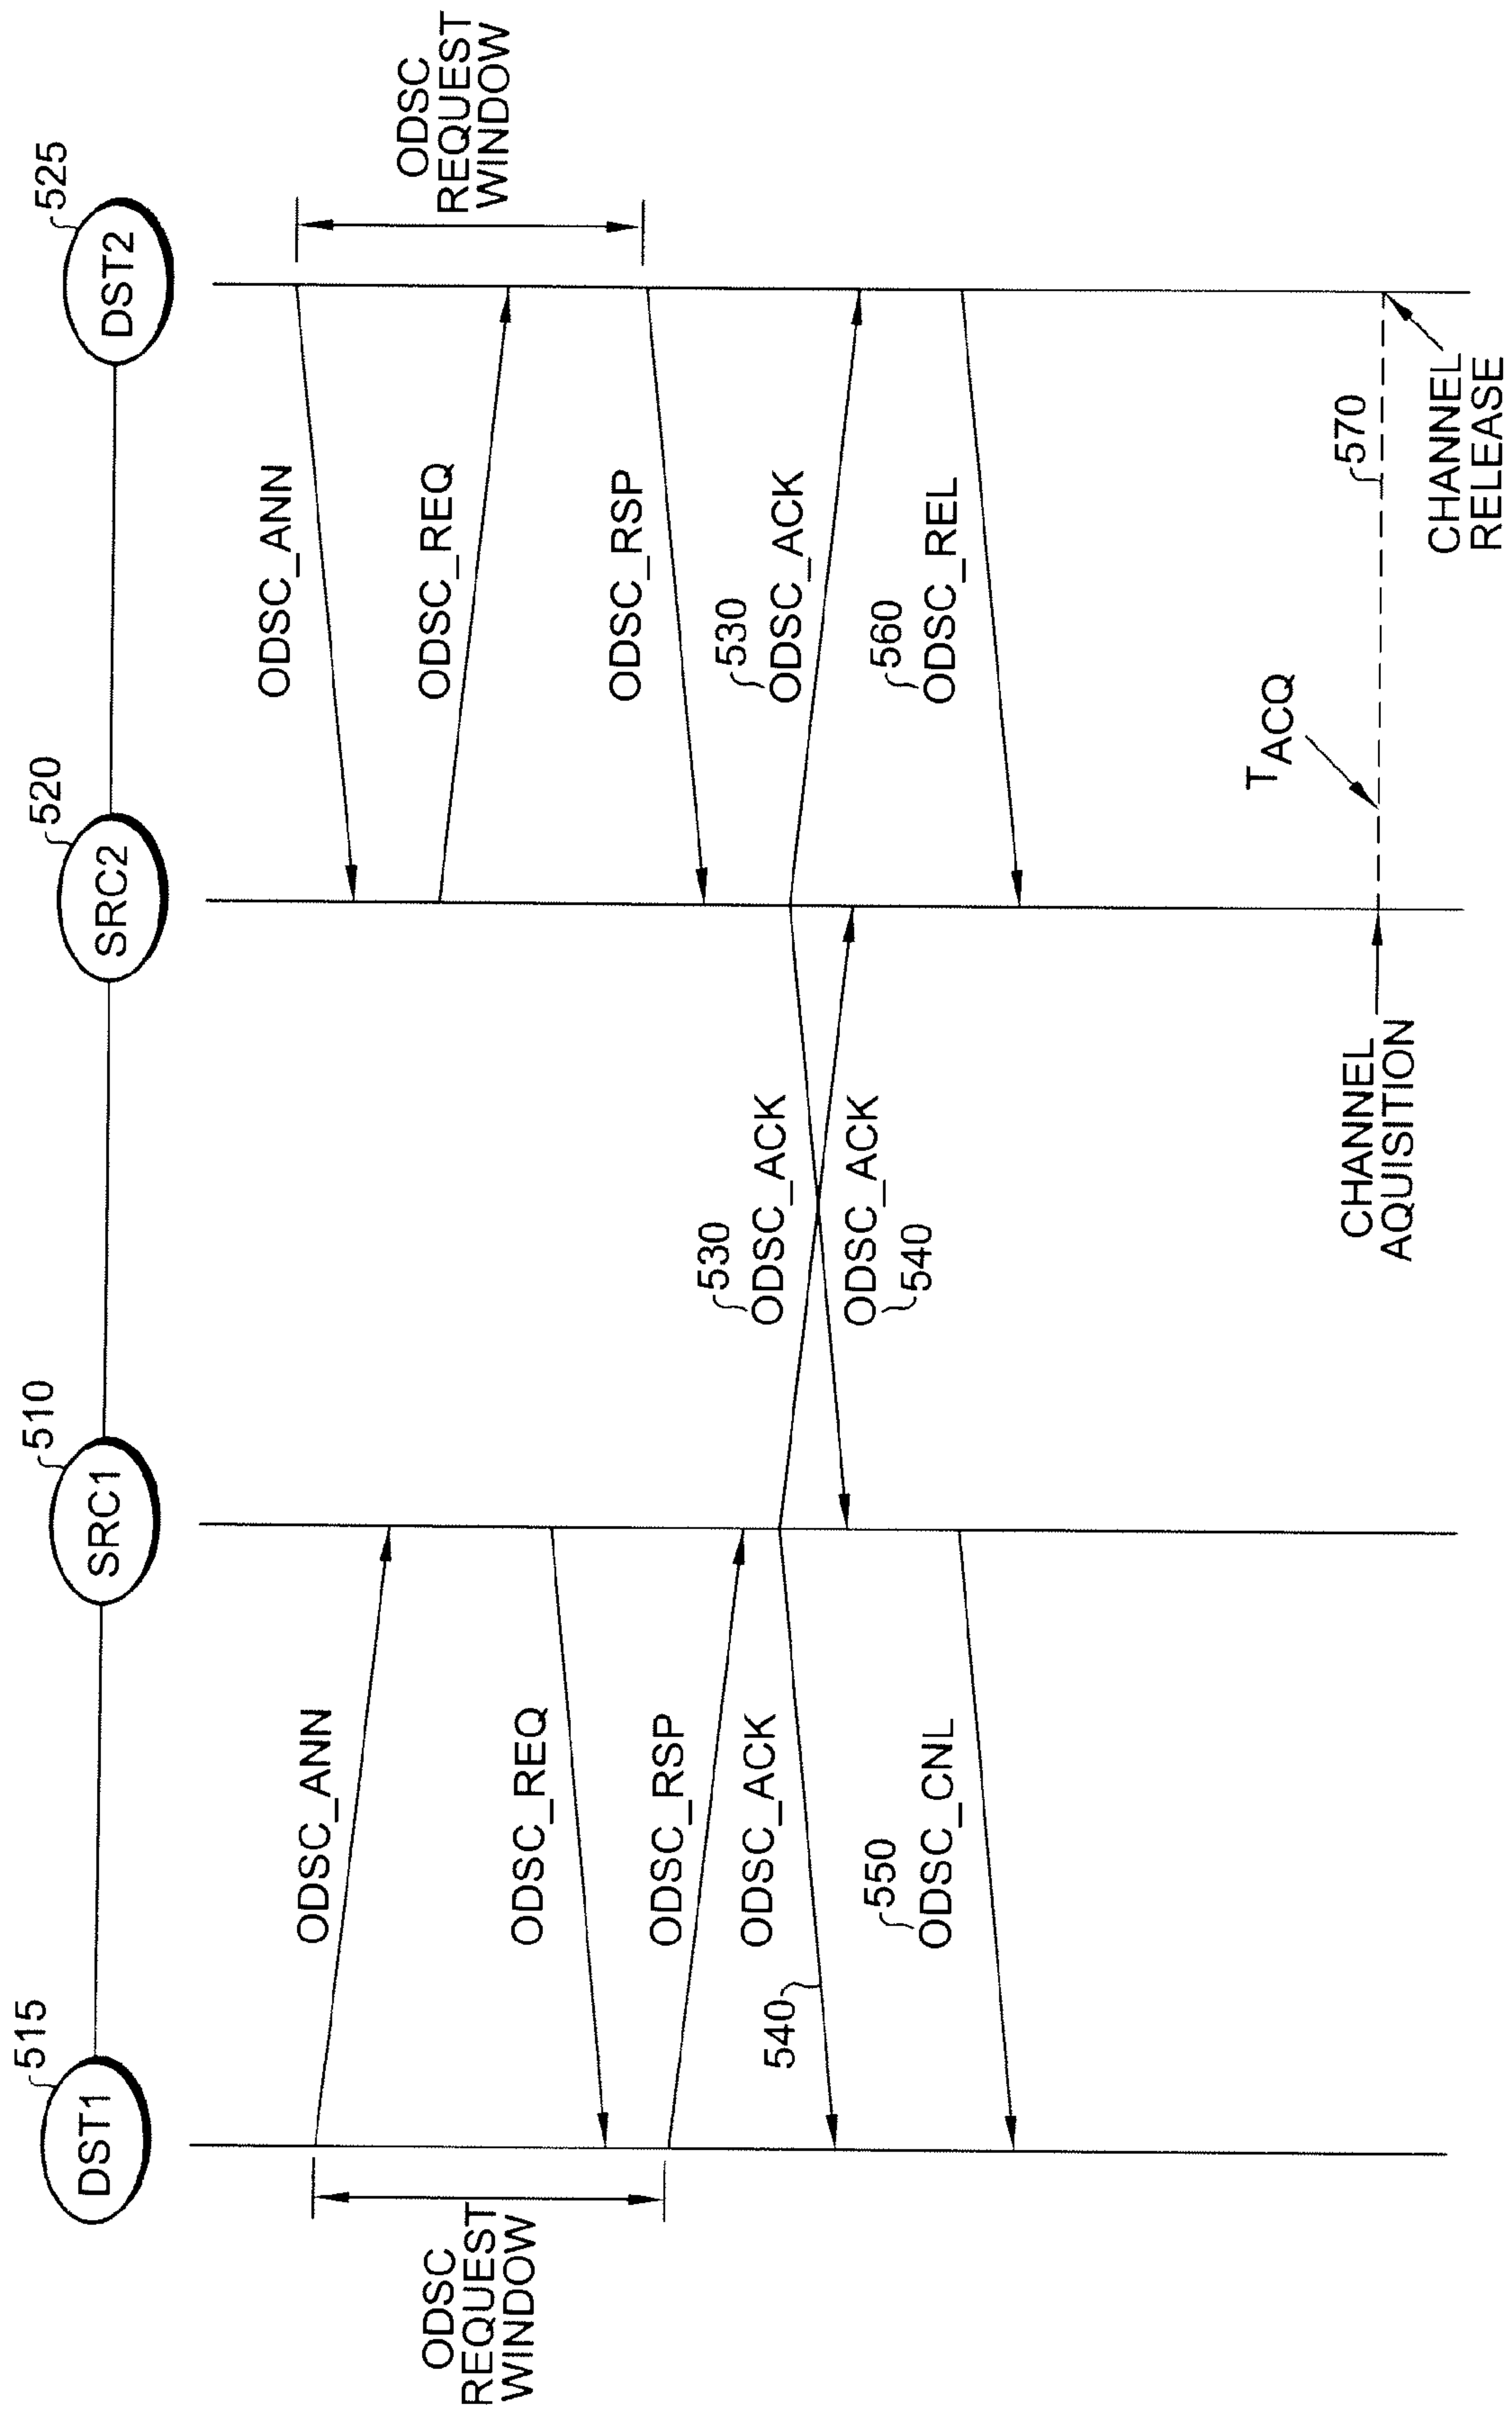 515
DST1
510
SRC1
520
SRC2
525
DST2
ODSC
REQUEST
WINDOW
ODSC_ANN
ODSC_REQ
ODSC_RSP
ODSC_ACK
540
550
ODSC_CNL
530
ODSC_ACK
ODSC_ACK
540
ODSC_ANN
ODSC_REQ
ODSC_RSP
530
ODSC_ACK
560
ODSC_REL
ODSC
REQUEST
WINDOW
CHANNEL
AQUISITION
TACQ
570
CHANNEL
RELEASE